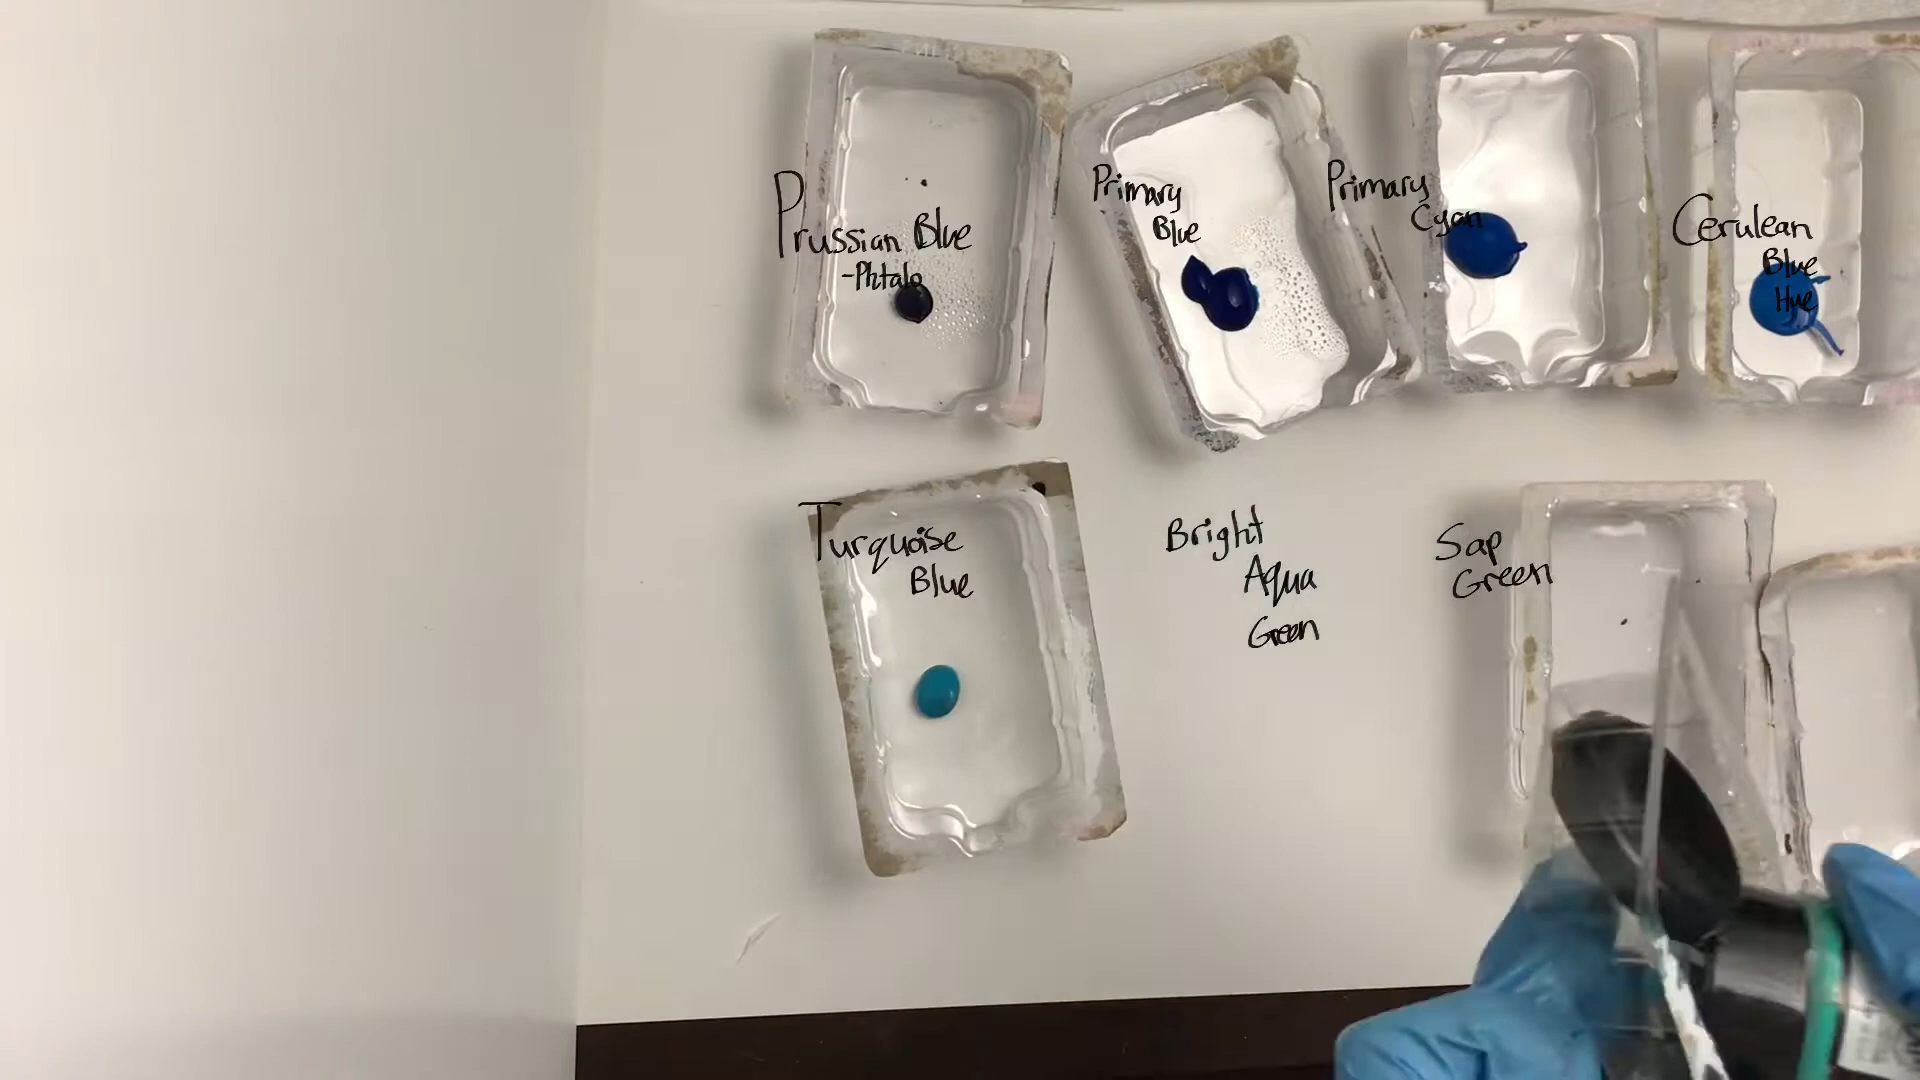 Prussian Blue
-Phtalo
Primary
Blue
Primary
Cyan
Cerulean
Blue
Hue
Turquoise
Blue
Bright
Aqua
Green
Sap
Green